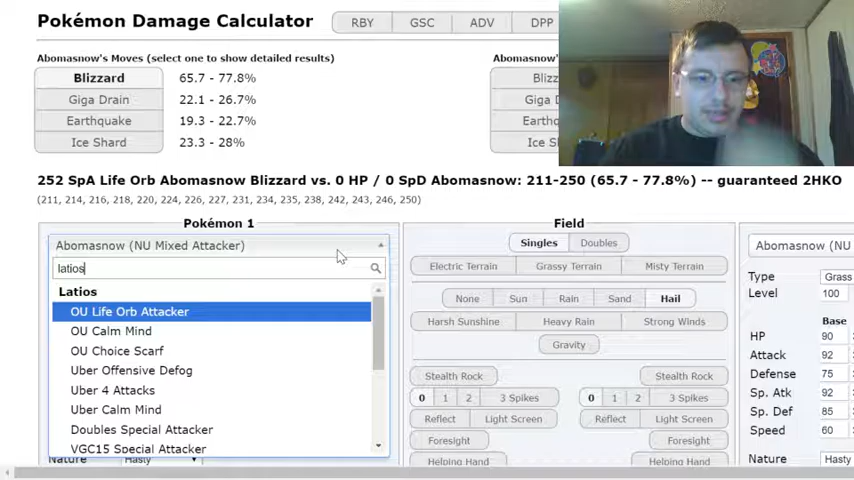 Pokémon Damage Calculator
RBY GSC ADV DPP
Abomasnow's Moves (select one to show detailed results)
Abomasnow's
Blizzard 65.7 - 77.8%
Giga Drain 22.1 - 26.7%
Earthquake 19.3 - 22.7%
Ice Shard 23.3 - 28%
Blizz
Giga D
Earthq
Ice S
252 SpA Life Orb Abomasnow Blizzard vs. 0 HP / 0 SpD Abomasnow: 211-250 (65.7 - 77.8%) -- guaranteed 2HKO
(211, 214, 216, 218, 220, 224, 226, 227, 231, 234, 235, 238, 242, 243, 246, 250)
Pokémon 1
Abomasnow (NU Mixed Attacker)
latios
Latios
OU Life Orb Attacker
OU Calm Mind
OU Choice Scarf
Uber Offensive Defog
Uber 4 Attacks
Uber Calm Mind
Doubles Special Attacker
VGC15 Special Attacker
Nature Hasty
Field
Singles Doubles
Electric Terrain Grassy Terrain Misty Terrain
None Sun Rain Sand Hail
Harsh Sunshine Heavy Rain Strong Winds
Gravity
Stealth Rock Stealth Rock
0 1 2 3 Spikes 0 1 2 3 Spikes
Reflect Light Screen Reflect Light Screen
Foresight Foresight
Helping Hand Helping Hand
Abomasnow (NU
Type Grass
Level 100
Base
HP 90
Attack 92
Defense 75
Sp. Atk 92
Sp. Def 85
Speed 60
Nature Hasty